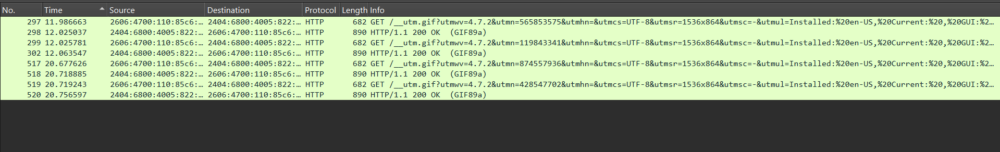 No. Time Source Destination Protocol Length Info
297 11.986663 2606:4700:110:85c6:… 2404:6800:4005:822:… HTTP 682 GET /__utm.gif?utmwv=4.7.2&utmn=565853575&utmhn=&utmcs=UTF-8&utmsr=1536x864&utmsc=-&utmul=Installed:%20en-US,%20Current:%20,%20GUI:%2…
298 12.025037 2404:6800:4005:822:… 2606:4700:110:85c6:… HTTP 890 HTTP/1.1 200 OK (GIF89a)
299 12.025781 2606:4700:110:85c6:… 2404:6800:4005:822:… HTTP 682 GET /__utm.gif?utmwv=4.7.2&utmn=119843341&utmhn=&utmcs=UTF-8&utmsr=1536x864&utmsc=-&utmul=Installed:%20en-US,%20Current:%20,%20GUI:%2…
302 12.063547 2404:6800:4005:822:… 2606:4700:110:85c6:… HTTP 890 HTTP/1.1 200 OK (GIF89a)
517 20.677626 2606:4700:110:85c6:… 2404:6800:4005:822:… HTTP 682 GET /__utm.gif?utmwv=4.7.2&utmn=874557936&utmhn=&utmcs=UTF-8&utmsr=1536x864&utmsc=-&utmul=Installed:%20en-US,%20Current:%20,%20GUI:%2…
518 20.718885 2404:6800:4005:822:… 2606:4700:110:85c6:… HTTP 890 HTTP/1.1 200 OK (GIF89a)
519 20.719243 2606:4700:110:85c6:… 2404:6800:4005:822:… HTTP 682 GET /__utm.gif?utmwv=4.7.2&utmn=428547702&utmhn=&utmcs=UTF-8&utmsr=1536x864&utmsc=-&utmul=Installed:%20en-US,%20Current:%20,%20GUI:%2…
520 20.756597 2404:6800:4005:822:… 2606:4700:110:85c6:… HTTP 890 HTTP/1.1 200 OK (GIF89a)